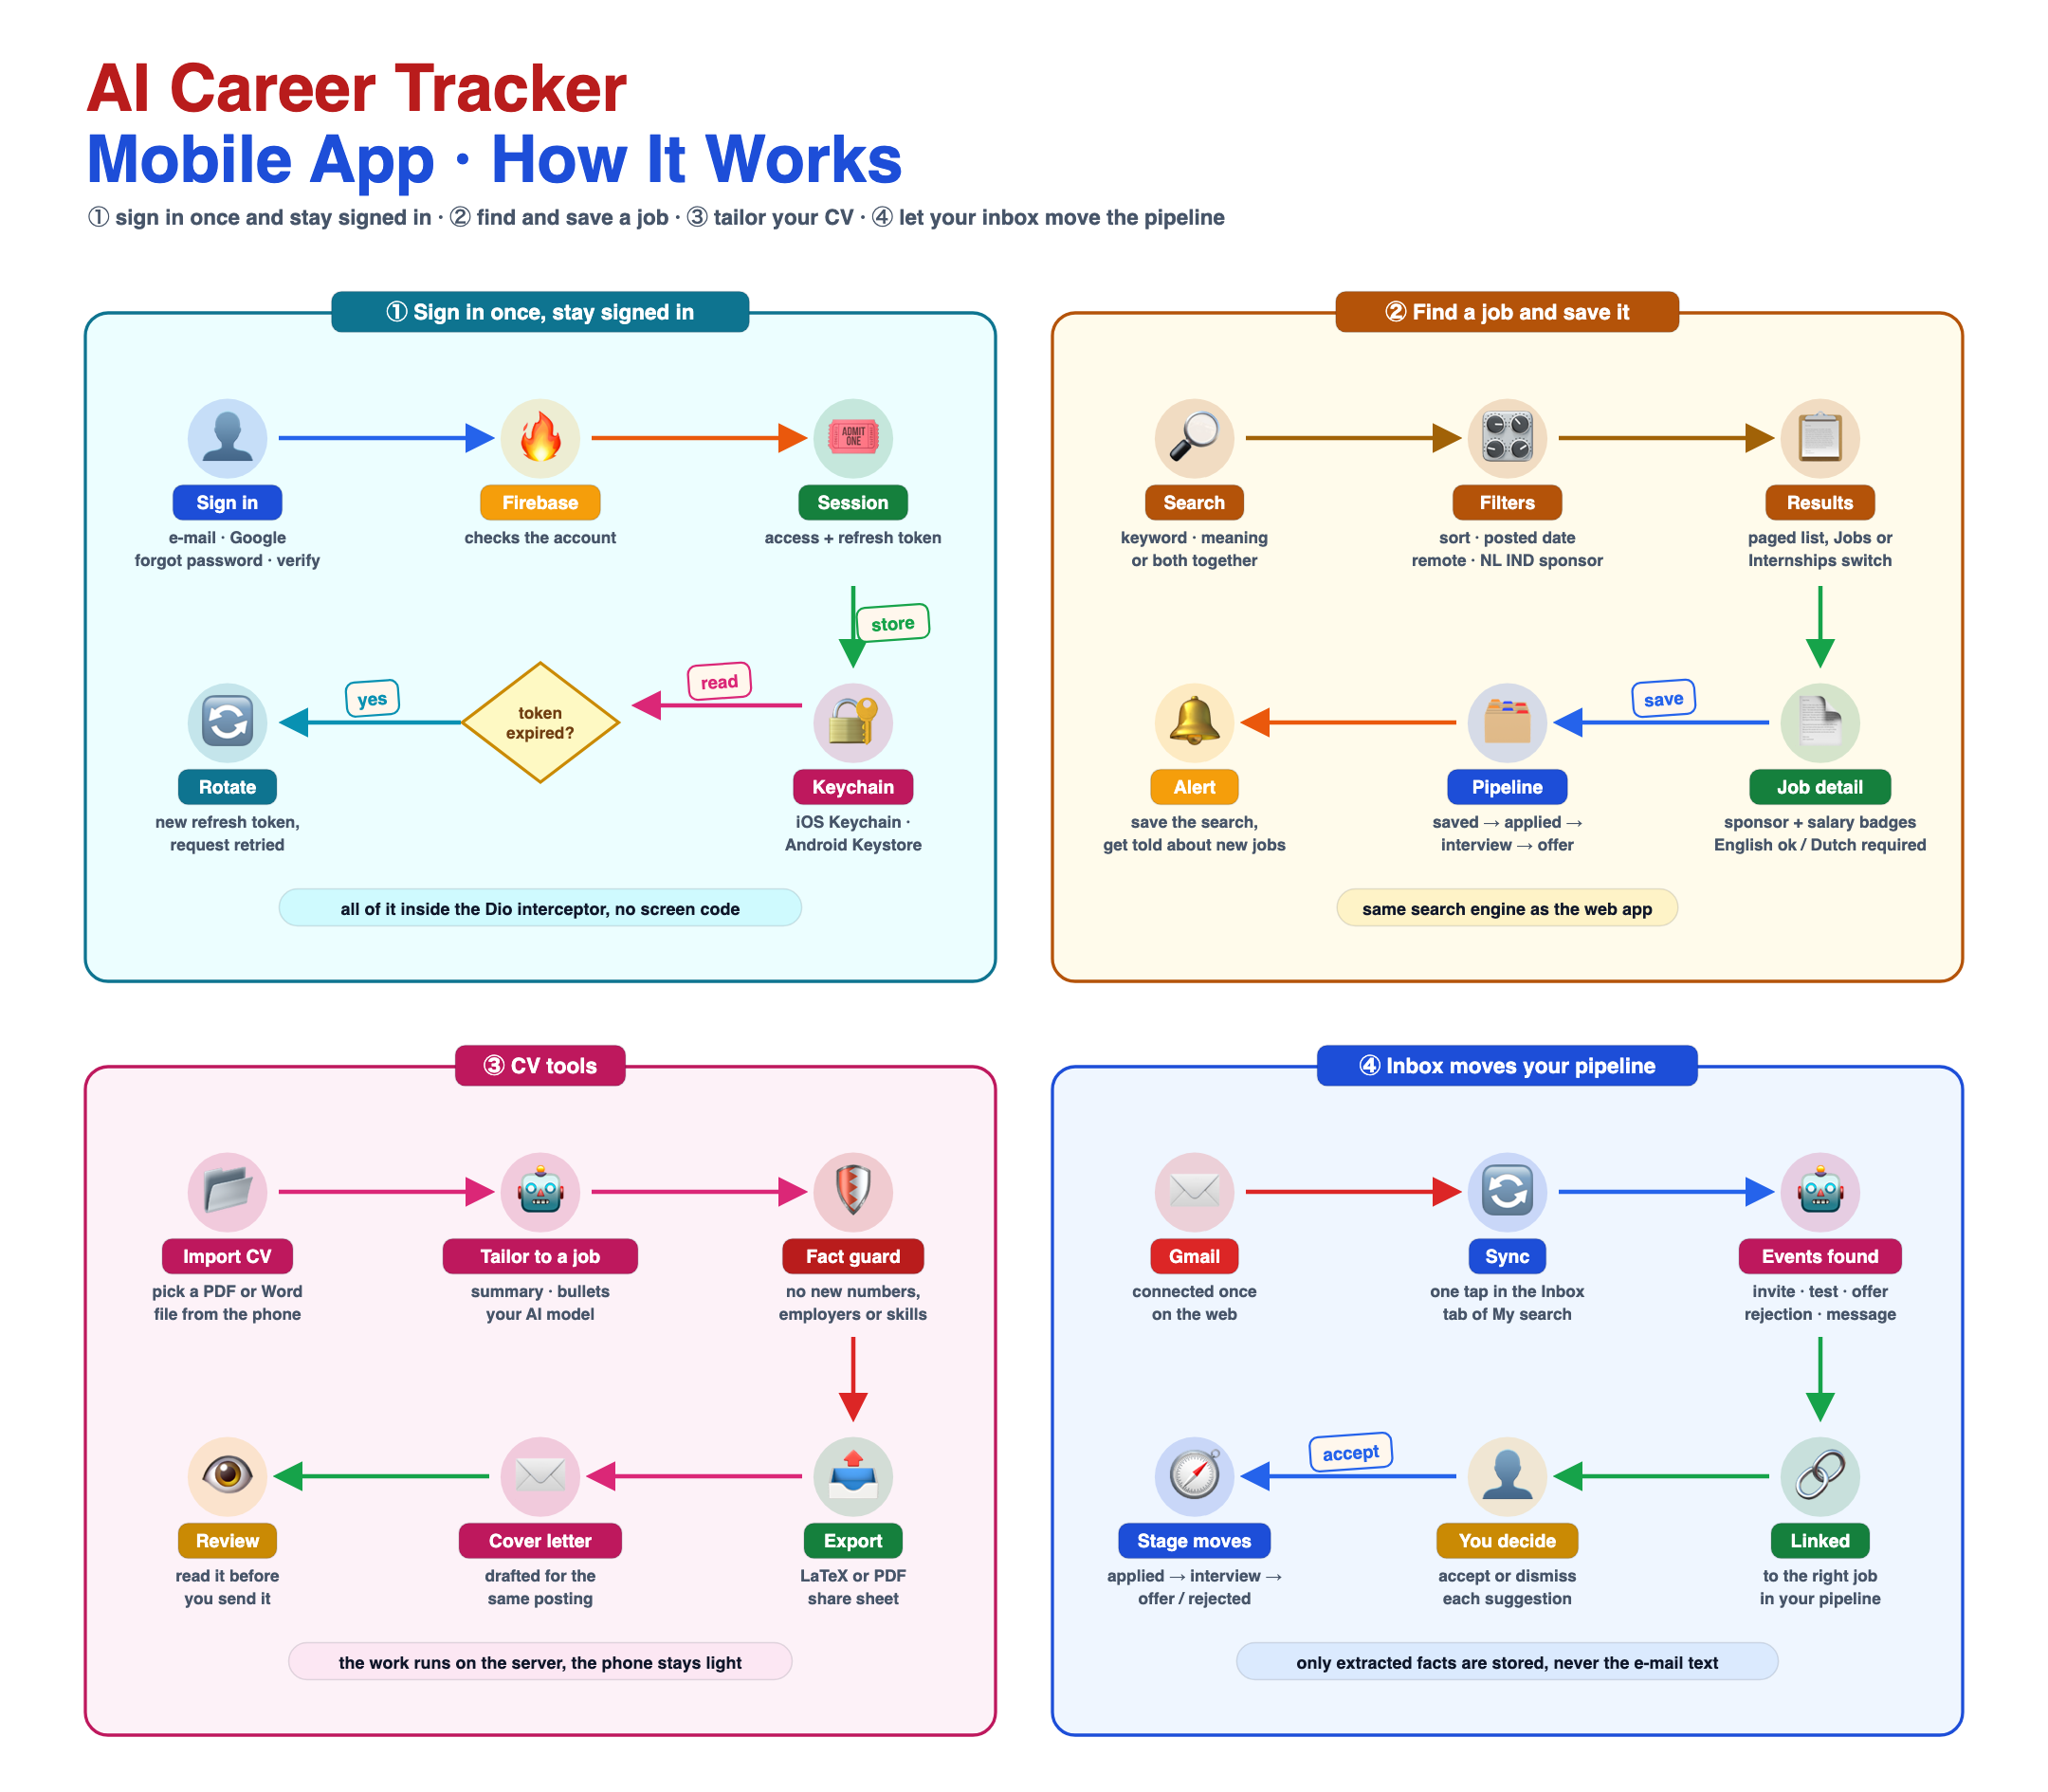 AI Career Tracker
Mobile App · How It Works
① sign in once and stay signed in · ② find and save a job · ③ tailor your CV · ④ let your inbox move the pipeline
① Sign in once, stay signed in
Sign in
e-mail · Google
forgot password · verify
Firebase
checks the account
ADMIT
ONE
Session
access + refresh token
store
read
yes
token
expired?
Rotate
new refresh token,
request retried
Keychain
iOS Keychain ·
Android Keystore
all of it inside the Dio interceptor, no screen code
② Find a job and save it
Search
keyword · meaning
or both together
Filters
sort · posted date
remote · NL IND sponsor
Results
paged list, Jobs or
Internships switch
save
Alert
save the search,
get told about new jobs
Pipeline
saved → applied →
interview → offer
Job detail
sponsor + salary badges
English ok / Dutch required
same search engine as the web app
③ CV tools
Import CV
pick a PDF or Word
file from the phone
Tailor to a job
summary · bullets
your AI model
Fact guard
no new numbers,
employers or skills
Review
read it before
you send it
Cover letter
drafted for the
same posting
Export
LaTeX or PDF
share sheet
the work runs on the server, the phone stays light
④ Inbox moves your pipeline
Gmail
connected once
on the web
Sync
one tap in the Inbox
tab of My search
Events found
invite · test · offer
rejection · message
accept
Stage moves
applied → interview →
offer / rejected
You decide
accept or dismiss
each suggestion
Linked
to the right job
in your pipeline
only extracted facts are stored, never the e-mail text